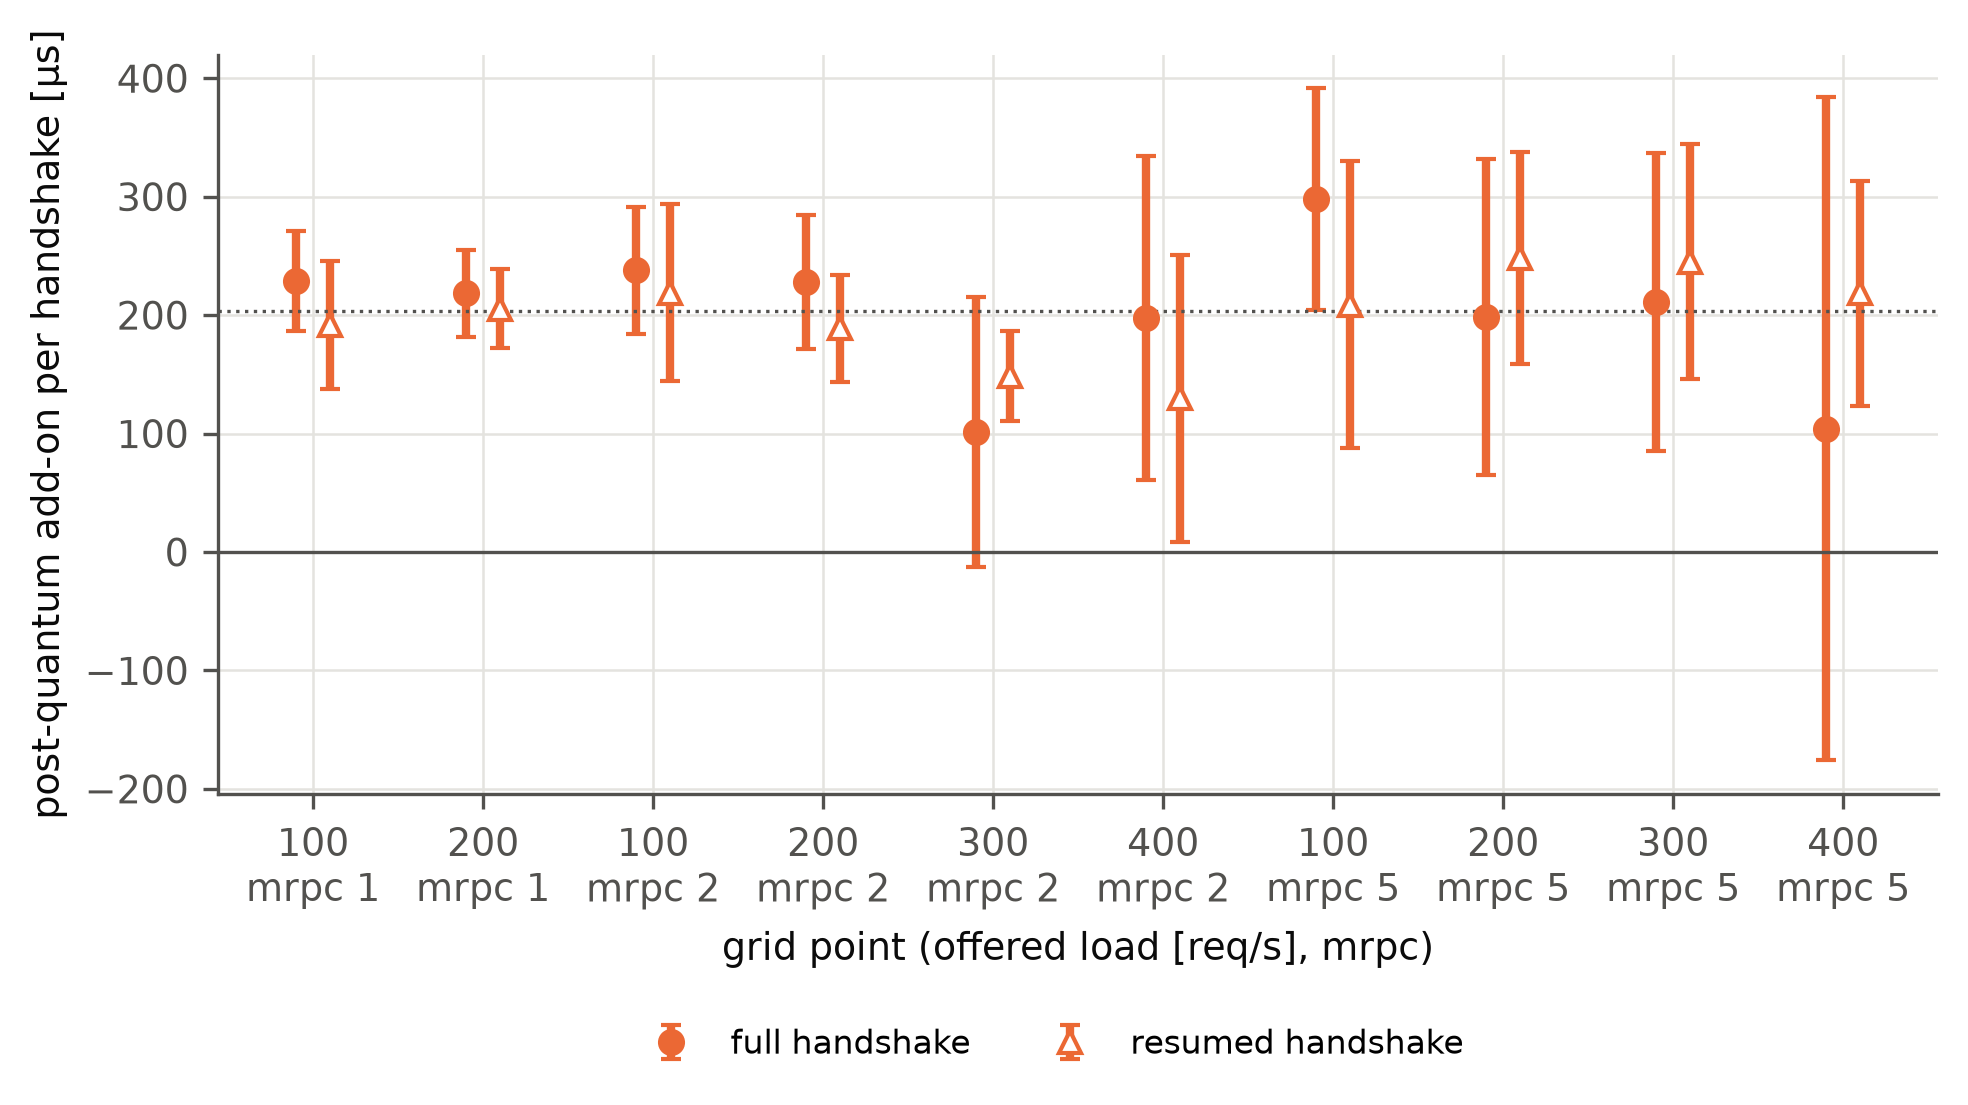 post-quantum add-on per handshake [µs]
400
300
200
100
0
−100
−200
100 200 100 200 300 400 100 200 300 400
mrpc 1 mrpc 1 mrpc 2 mrpc 2 mrpc 2 mrpc 2 mrpc 5 mrpc 5 mrpc 5 mrpc 5
grid point (offered load [req/s], mrpc)
full handshake resumed handshake